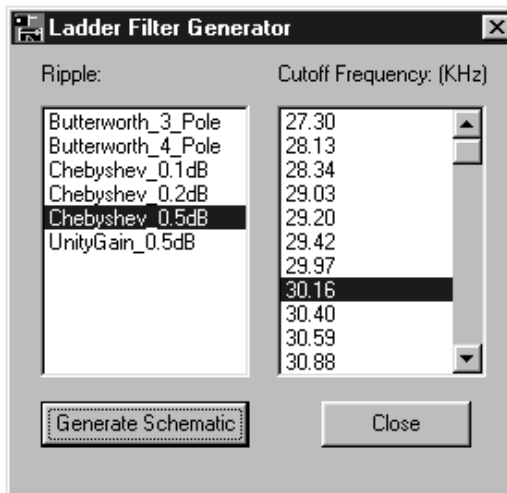 Ladder Filter Generator
Ripple:
Butterworth_3_Pole
Butterworth_4_Pole
Chebyshev_0.1dB
Chebyshev_0.2dB
Chebyshev_0.5dB
UnityGain_0.5dB
Cutoff Frequency: (KHz)
27.30
28.13
28.34
29.03
29.20
29.42
29.97
30.16
30.40
30.59
30.88
Generate Schematic
Close